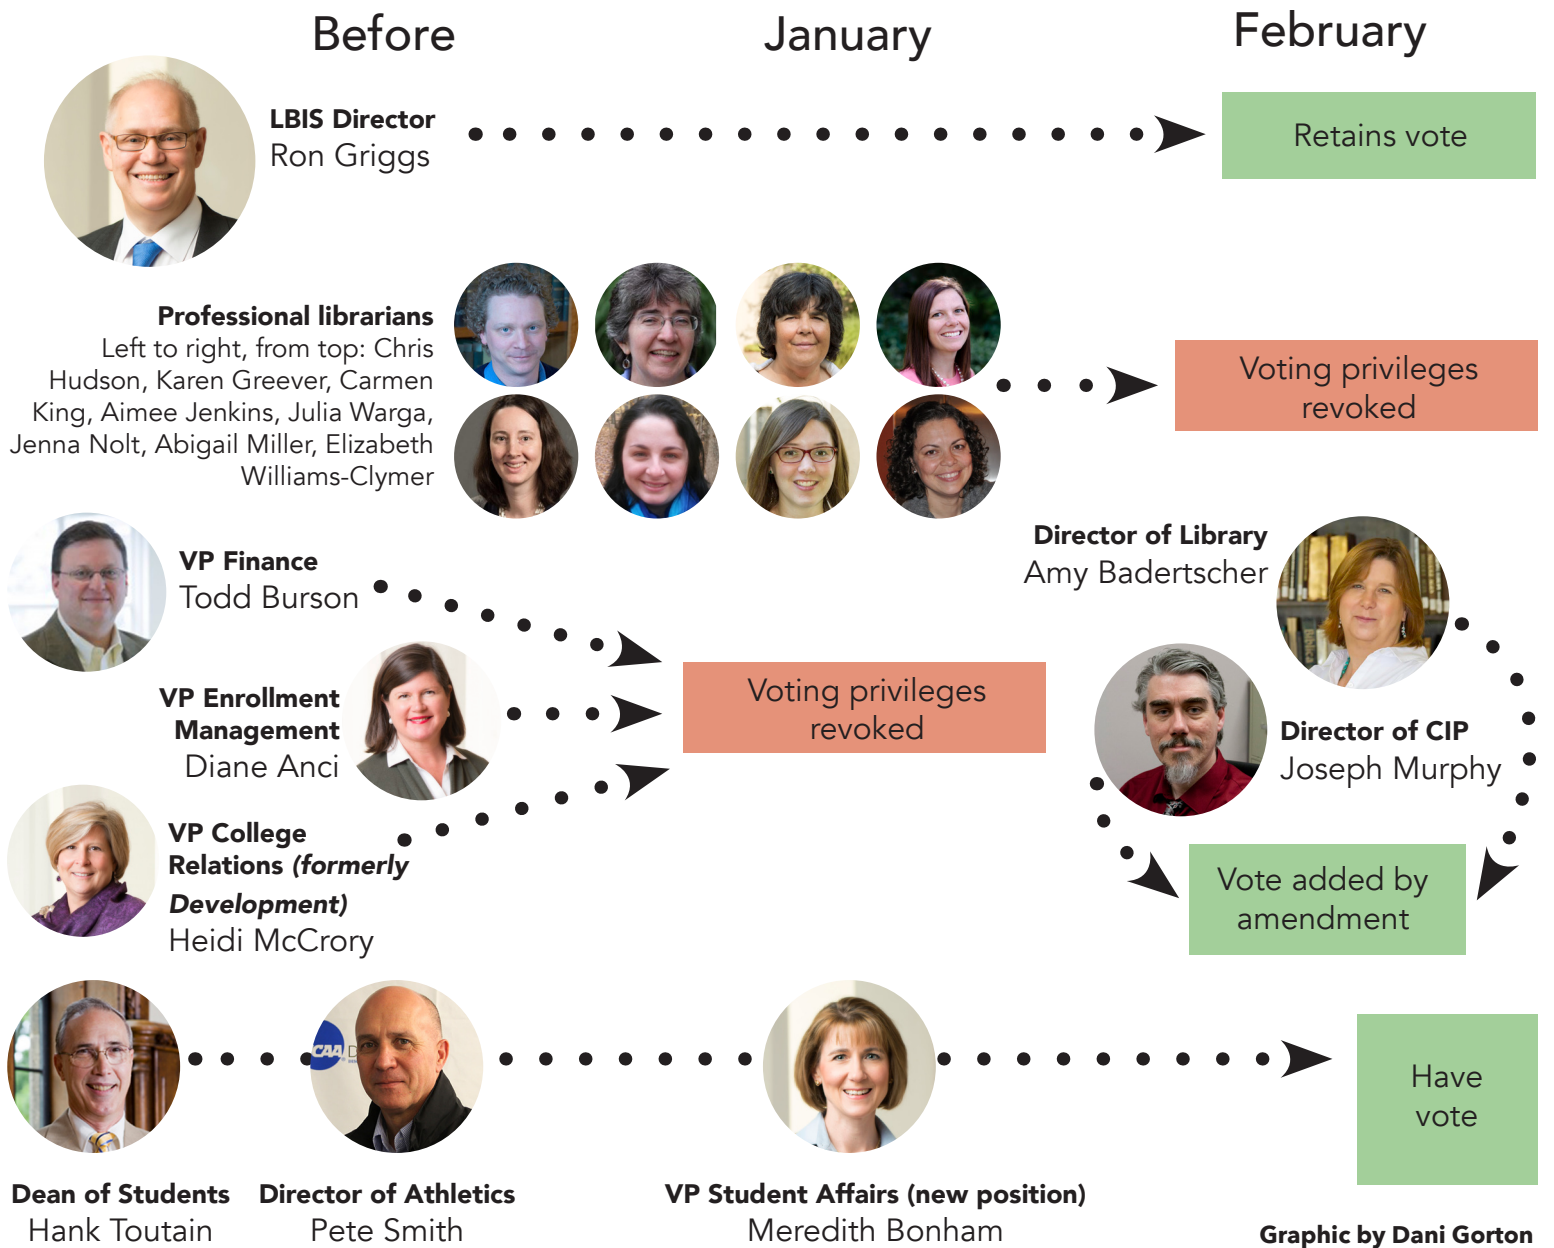 Before
January
February
LBIS Director
Ron Griggs
Retains vote
Professional librarians
Left to right, from top: Chris
Hudson, Karen Greever, Carmen
King, Aimee Jenkins, Julia Warga,
Jenna Nolt, Abigail Miller, Elizabeth
Williams-Clymer
Voting privileges
revoked
VP Finance
Todd Burson
Director of Library
Amy Badertscher
VP Enrollment
Management
Diane Anci
Voting privileges
revoked
Director of CIP
Joseph Murphy
VP College
Relations (formerly
Development)
Heidi McCrory
Vote added by
amendment
CAA D
Have
vote
Dean of Students
Hank Toutain
Director of Athletics
Pete Smith
VP Student Affairs (new position)
Meredith Bonham
Graphic by Dani Gorton